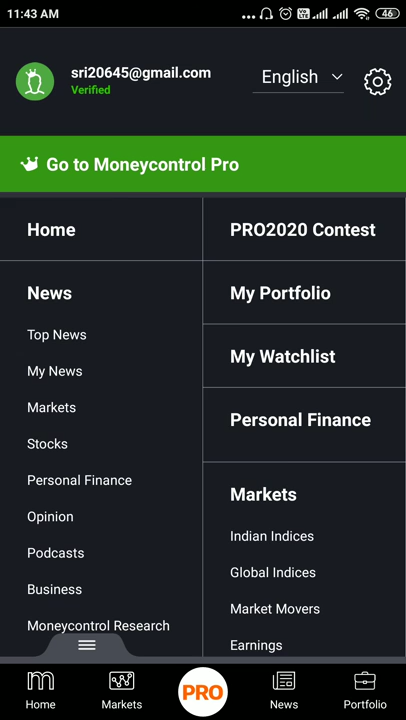 11:43 AM
Vo LTE
46
sri20645@gmail.com
Verified
English
Go to Moneycontrol Pro
Home
News
Top News
My News
Markets
Stocks
Personal Finance
Opinion
Podcasts
Business
Moneycontrol Research
PRO2020 Contest
My Portfolio
My Watchlist
Personal Finance
Markets
Indian Indices
Global Indices
Market Movers
Earnings
Home
Markets
PRO
News
Portfolio